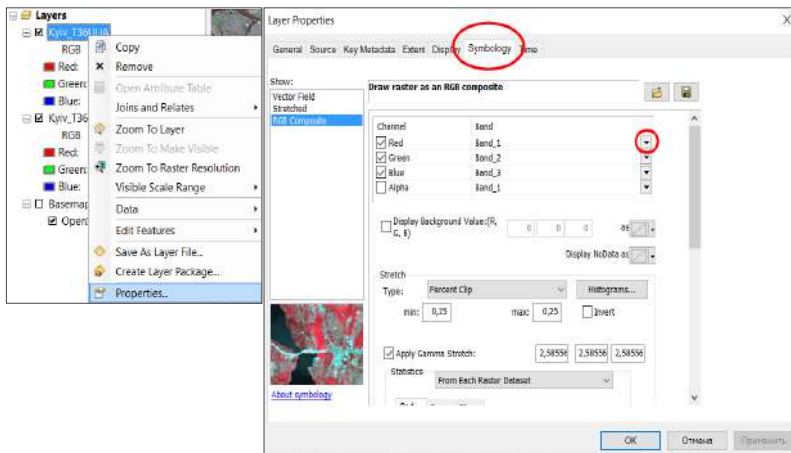 Layers
Kyiv_T36UUA
RGB
Red:
Green:
Blue:
Kyiv_T36
RGB
Red:
Green:
Blue:
Basemap
Open
Copy
Remove
Open Attribute Table
Joins and Relates
Zoom To Layer
Zoom To Make Visible
Zoom To Raster Resolution
Visible Scale Range
Data
Edit Features
Save As Layer File...
Create Layer Package...
Properties...
Layer Properties
General Source Key Metadata Extent Display Symbology Time
Show:
Vector Field
Stretched
RGB Composite
Draw raster as an RGB composite
Channel Band
Red Band_1
Green Band_2
Blue Band_3
Alpha Band_1
Display Background Value:(R, G, B) 0 0 0 as
Display NoData as
Stretch
Type: Percent Clip Histograms...
min: 0,25 max: 0,25 Invert
Apply Gamma Stretch: 2,58556 2,58556 2,58556
Statistics
From Each Raster Dataset
About symbology
OK Отмена Применить